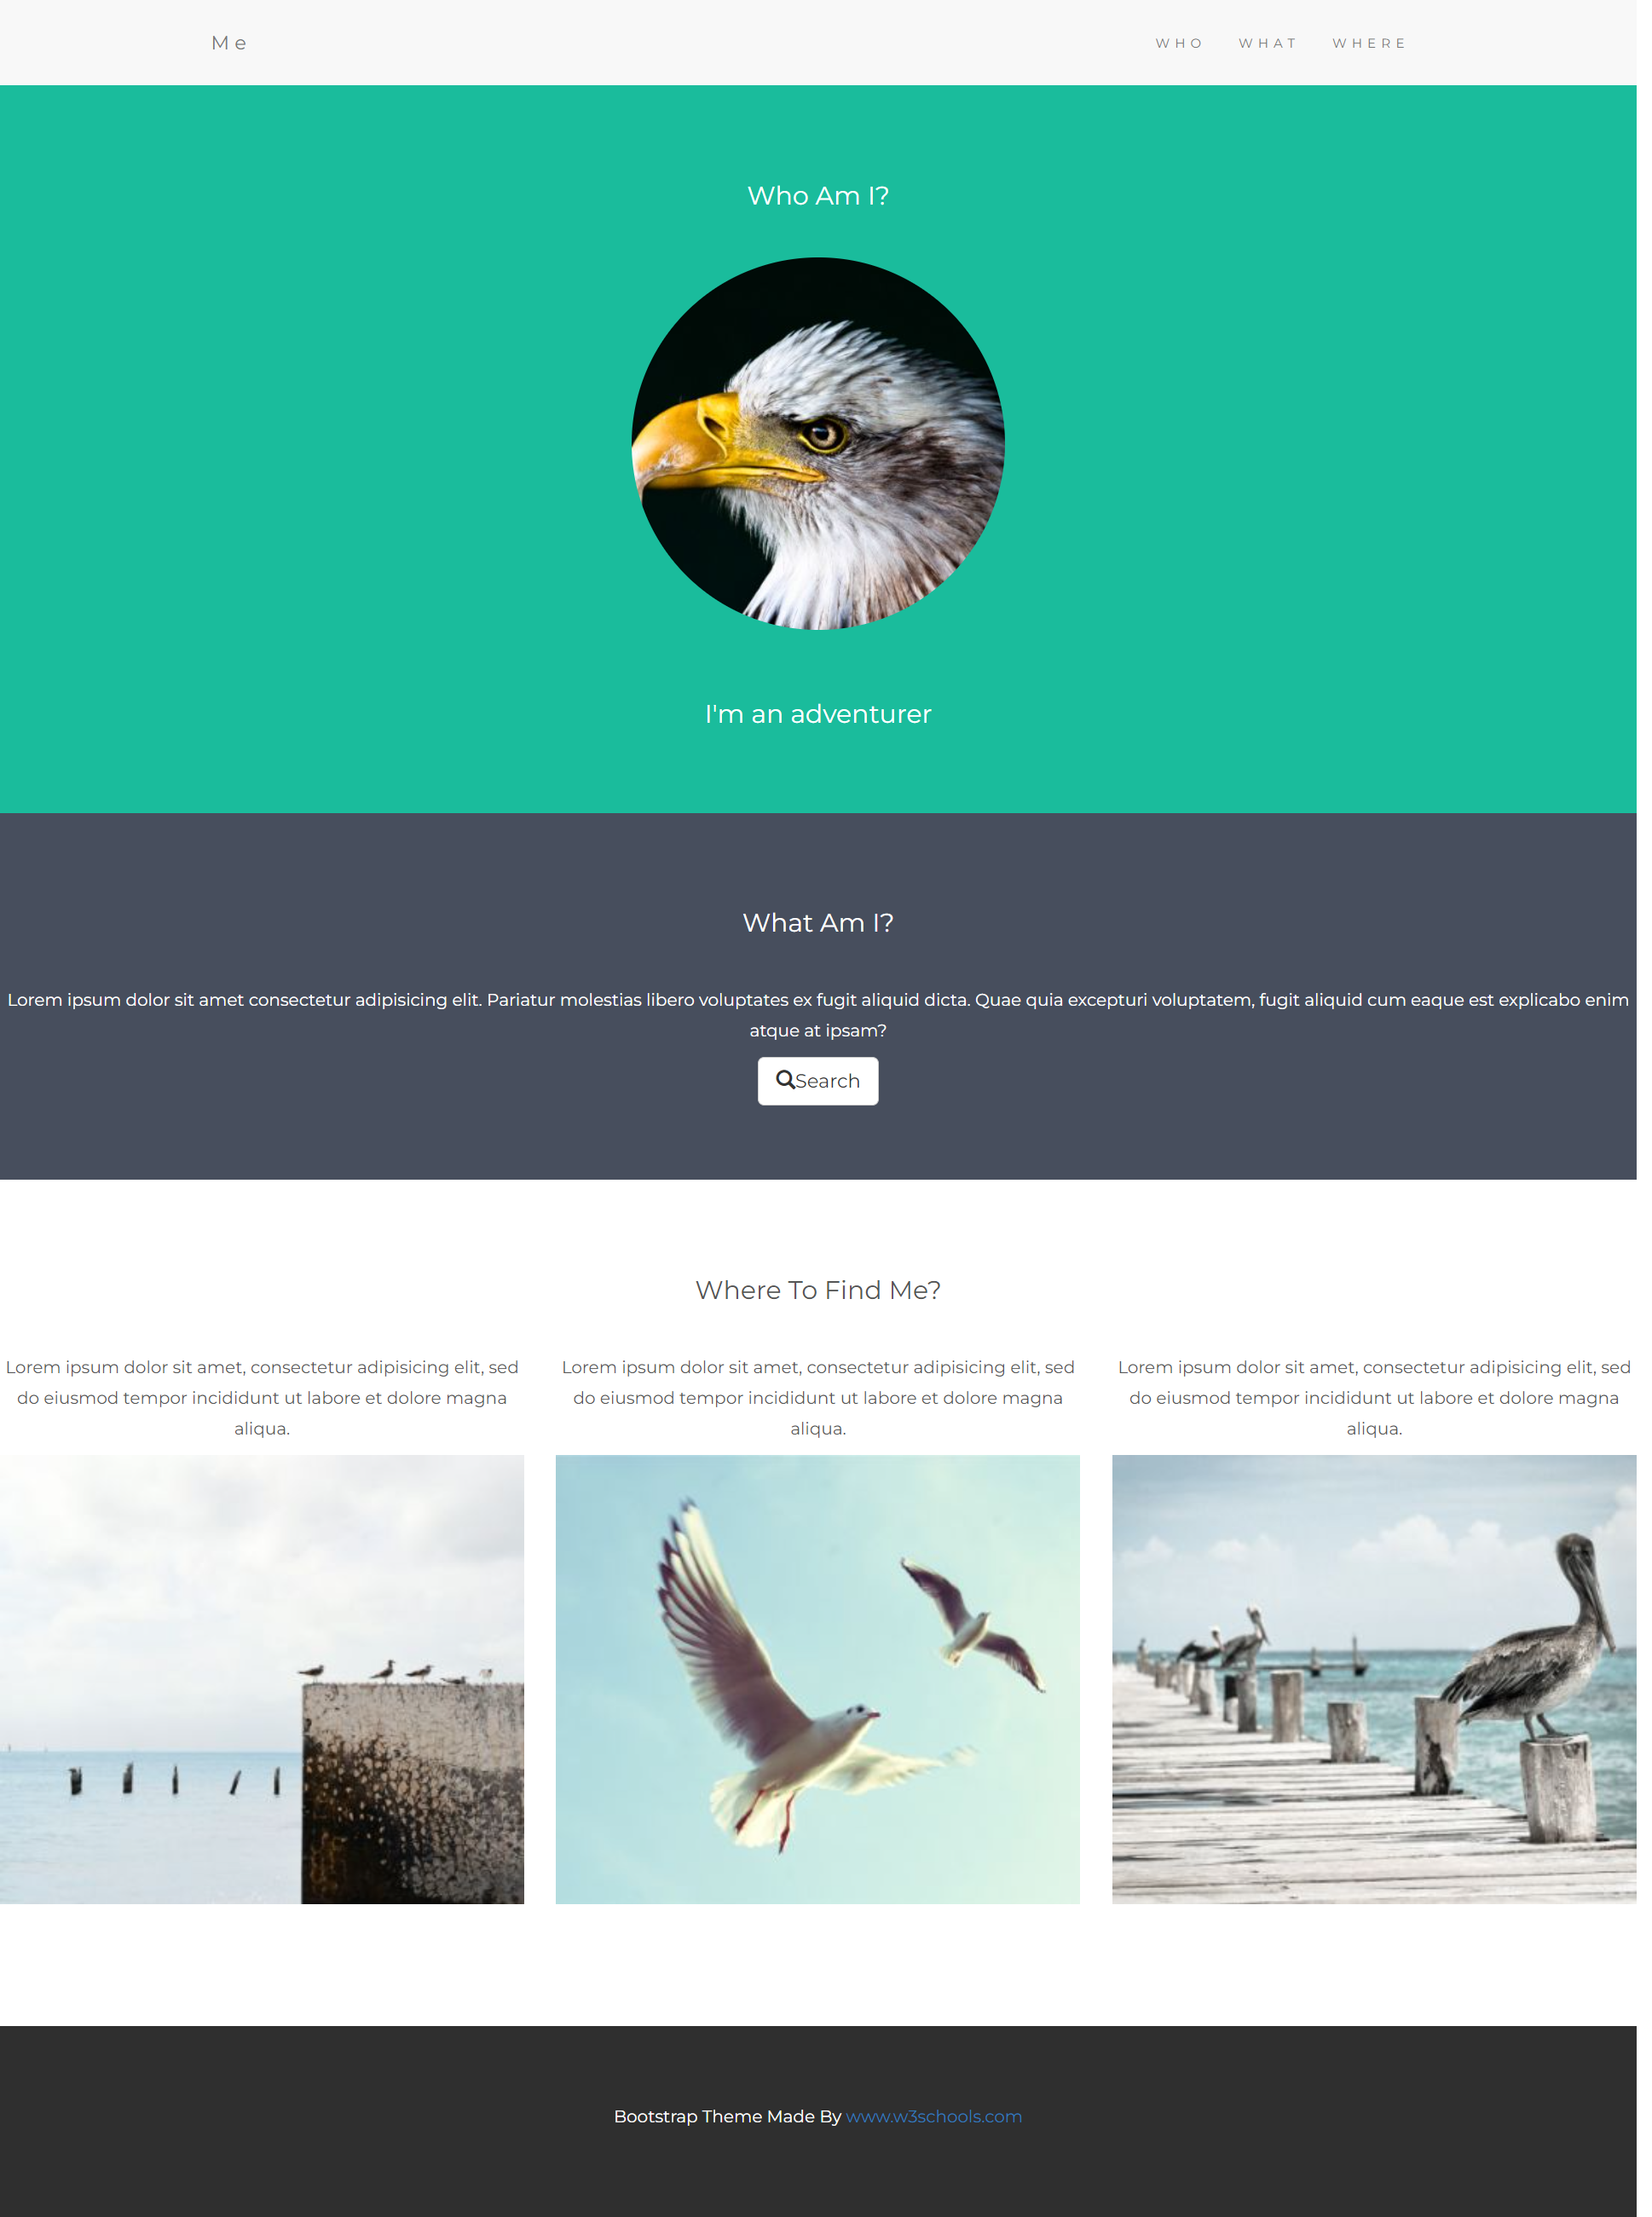 Me
WHO WHAT WHERE
Who Am I?
I'm an adventurer
What Am I?
Lorem ipsum dolor sit amet consectetur adipisicing elit. Pariatur molestias libero voluptates ex fugit aliquid dicta. Quae quia excepturi voluptatem, fugit aliquid cum eaque est explicabo enim
atque at ipsam?
Search
Where To Find Me?
Lorem ipsum dolor sit amet, consectetur adipisicing elit, sed
do eiusmod tempor incididunt ut labore et dolore magna
aliqua.
Lorem ipsum dolor sit amet, consectetur adipisicing elit, sed
do eiusmod tempor incididunt ut labore et dolore magna
aliqua.
Lorem ipsum dolor sit amet, consectetur adipisicing elit, sed
do eiusmod tempor incididunt ut labore et dolore magna
aliqua.
Bootstrap Theme Made By www.w3schools.com